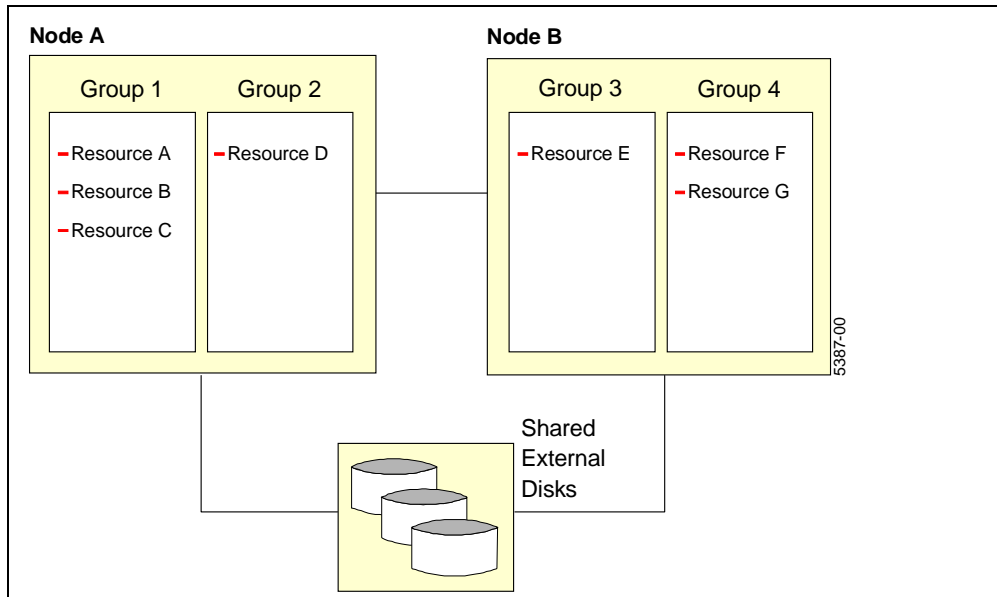 Node A
Group 1
Group 2
Resource A
Resource B
Resource C
Resource D
Node B
Group 3
Group 4
Resource E
Resource F
Resource G
5387-00
Shared
External
Disks